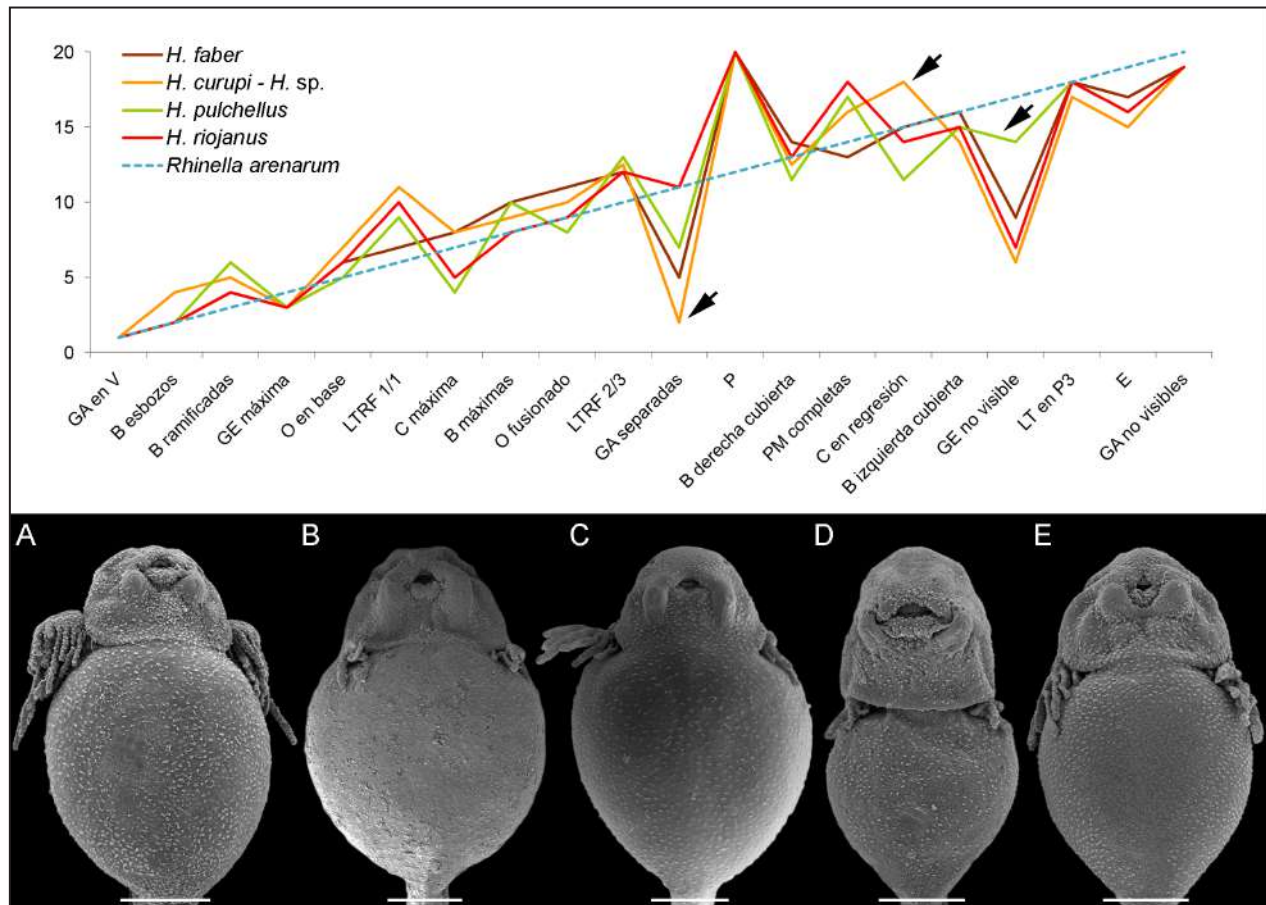 H. faber
H. curupi - H. sp.
H. pulchellus
H. riojanus
Rhinella arenarum
20
15
10
5
0
GA en V
B esbozos
B ramificadas
GE máxima
O en base
LTRF 1/1
C máxima
B máximas
O fusionado
LTRF 2/3
GA separadas
P
B derecha cubierta
PM completas
C en regresión
B izquierda cubierta
GE no visible
LT en P3
E
GA no visibles
A
B
C
D
E